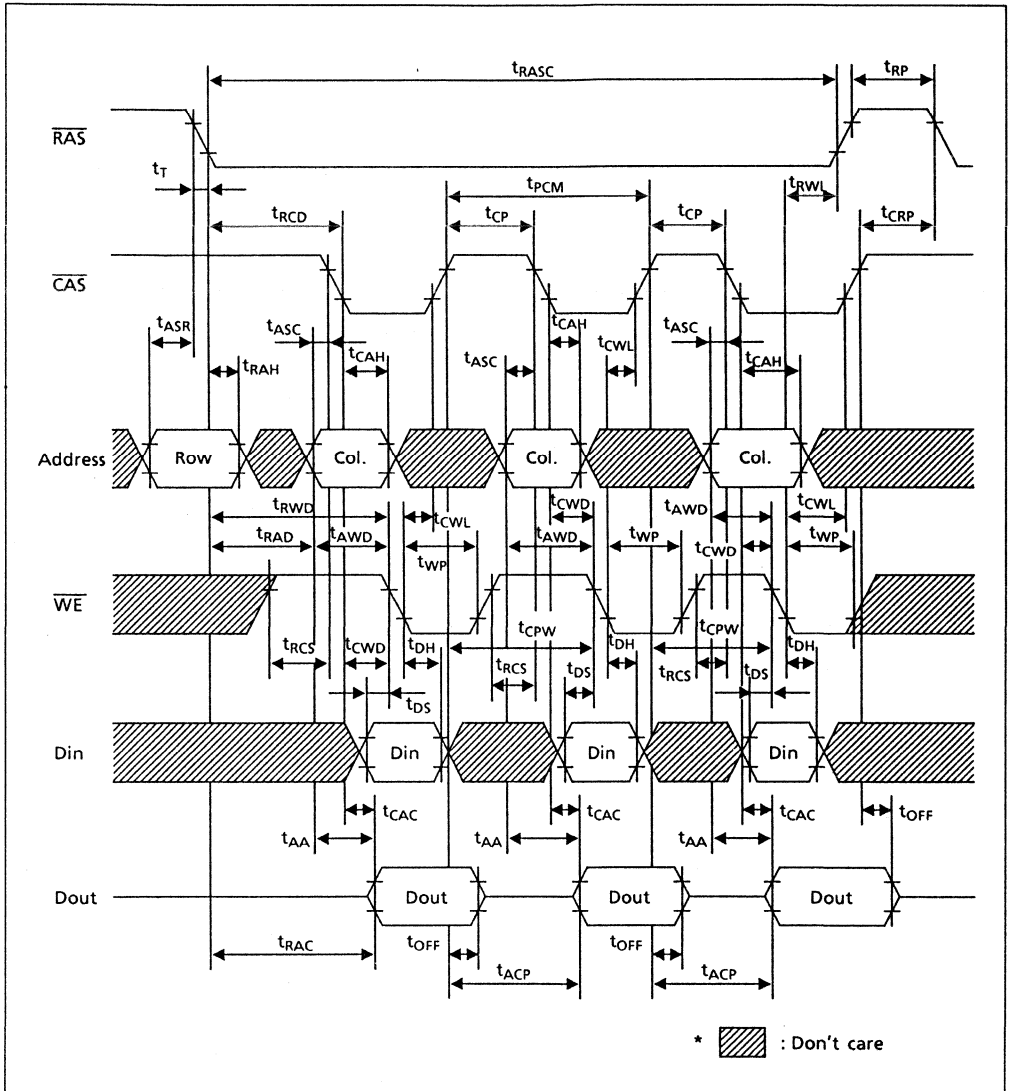 tRASC
tRP
RAS
tT
tPCM
tRWL
tRCD
tCP
tCP
tCRP
CAS
tASR
tASC
tCAH
tASC
tRAH
tCAH
tASC
tCWL
tCAH
Address
Row
Col.
Col.
Col.
tRWD
tCWL
tCWD
tAWD
tCWL
tRAD
tAWD
tWP
tAWD
tWP
tCWD
tWP
WE
tCPW
tCPW
tRCS
tCWD
tDH
tRCS
tDS
tDH
tRCS
tDS
tDH
tDS
Din
Din
Din
Din
tCAC
tCAC
tCAC
tOFF
tAA
tAA
tAA
Dout
Dout
Dout
Dout
tRAC
tOFF
tOFF
tACP
tACP
* : Don't care